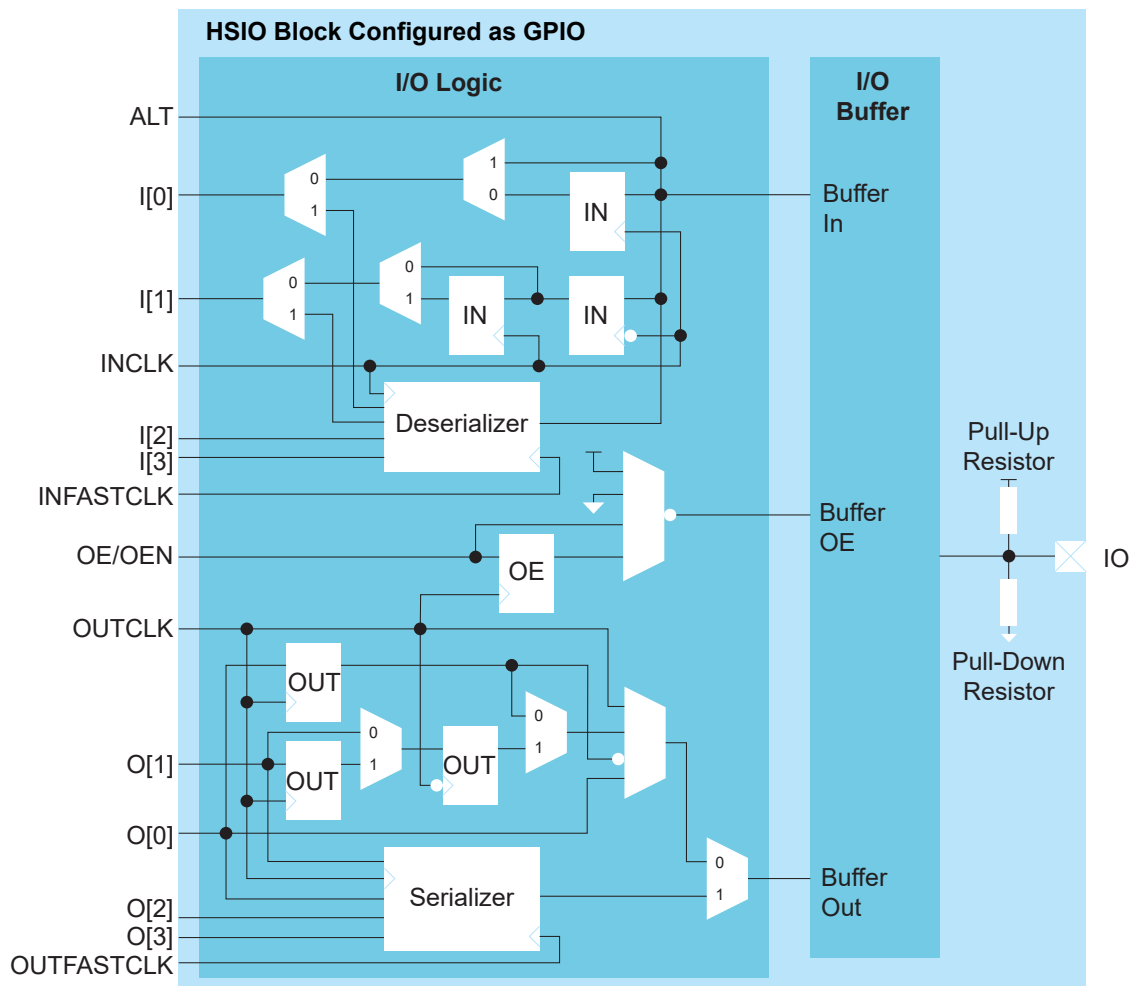 HSIO Block Configured as GPIO
I/O Logic
I/O
Buffer
ALT
1
0
0
1
I[0]
IN
Buffer
In
0
1
0
1
I[1]
IN
IN
INCLK
Deserializer
I[2]
I[3]
INFASTCLK
Pull-Up
Resistor
Buffer
OE
OE/OEN
OE
IO
OUTCLK
Pull-Down
Resistor
OUT
0
1
0
1
O[1]
OUT
OUT
O[0]
0
1
Serializer
Buffer
Out
O[2]
O[3]
OUTFASTCLK